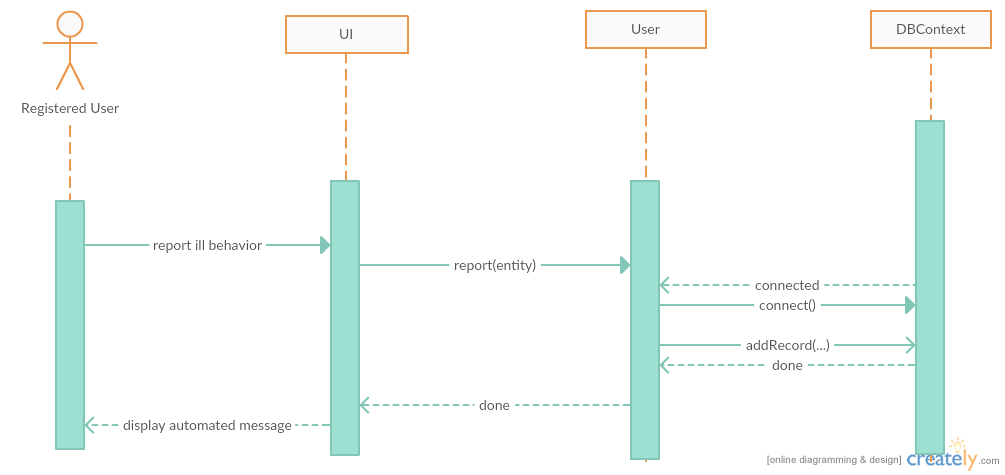 UI
User
DBContext
Registered User
report ill behavior
report(entity)
connected
connect()
addRecord(...)
done
done
display automated message
[online diagramming & design] creately.com